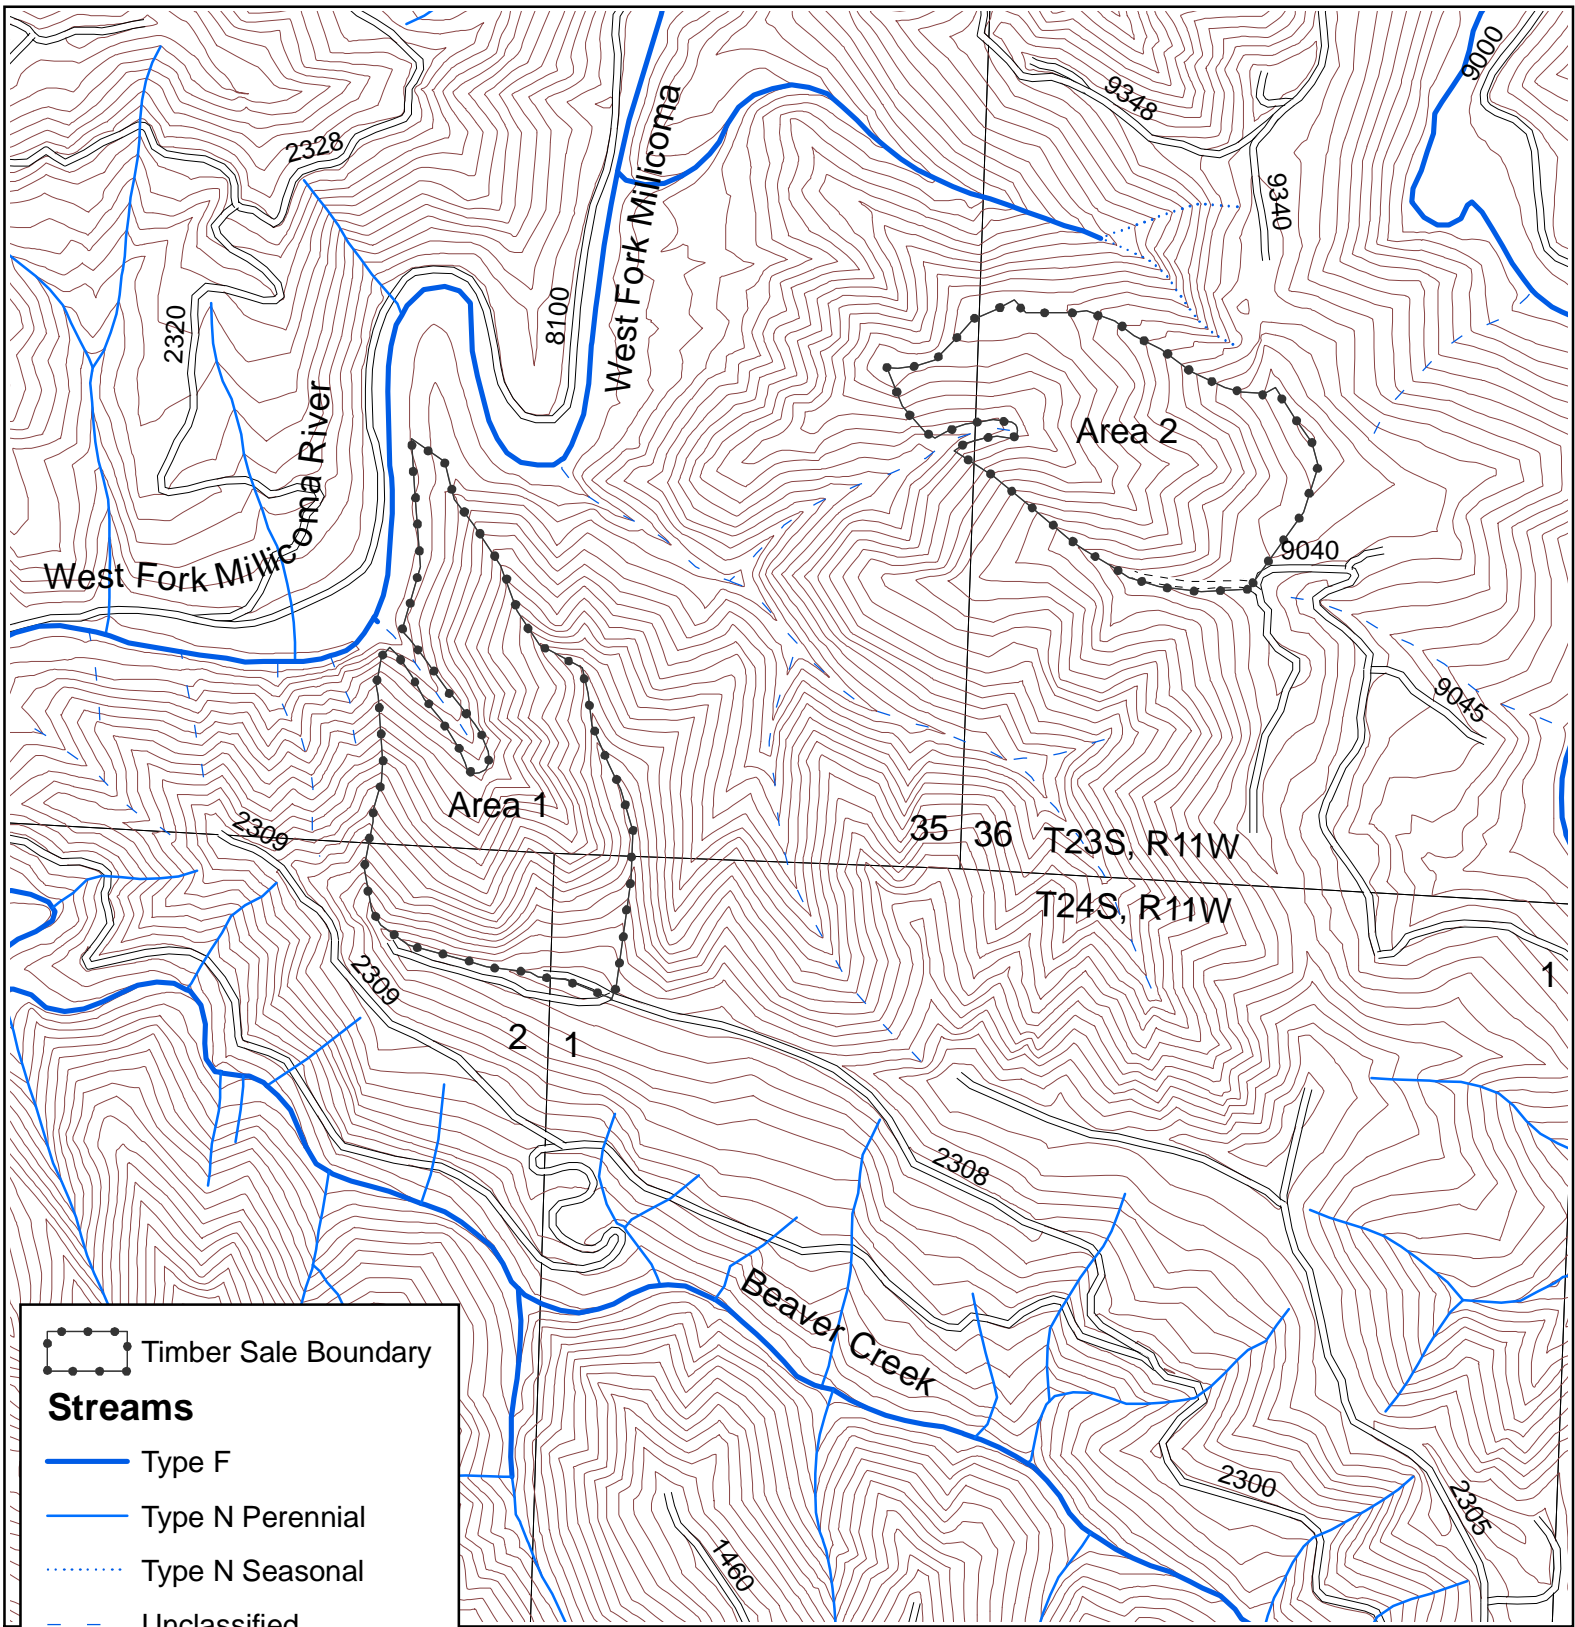 9000
9348
2328
West Fork Millicoma
9340
8100
2320
West Fork Millicoma River
Area 2
9040
9045
Area 1
2309
35
36
T23S, R11W
T24S, R11W
2309
1
2
1
2308
Beaver Creek
2300
2305
1460
Timber Sale Boundary
Streams
Type F
Type N Perennial
Type N Seasonal
Unclassified